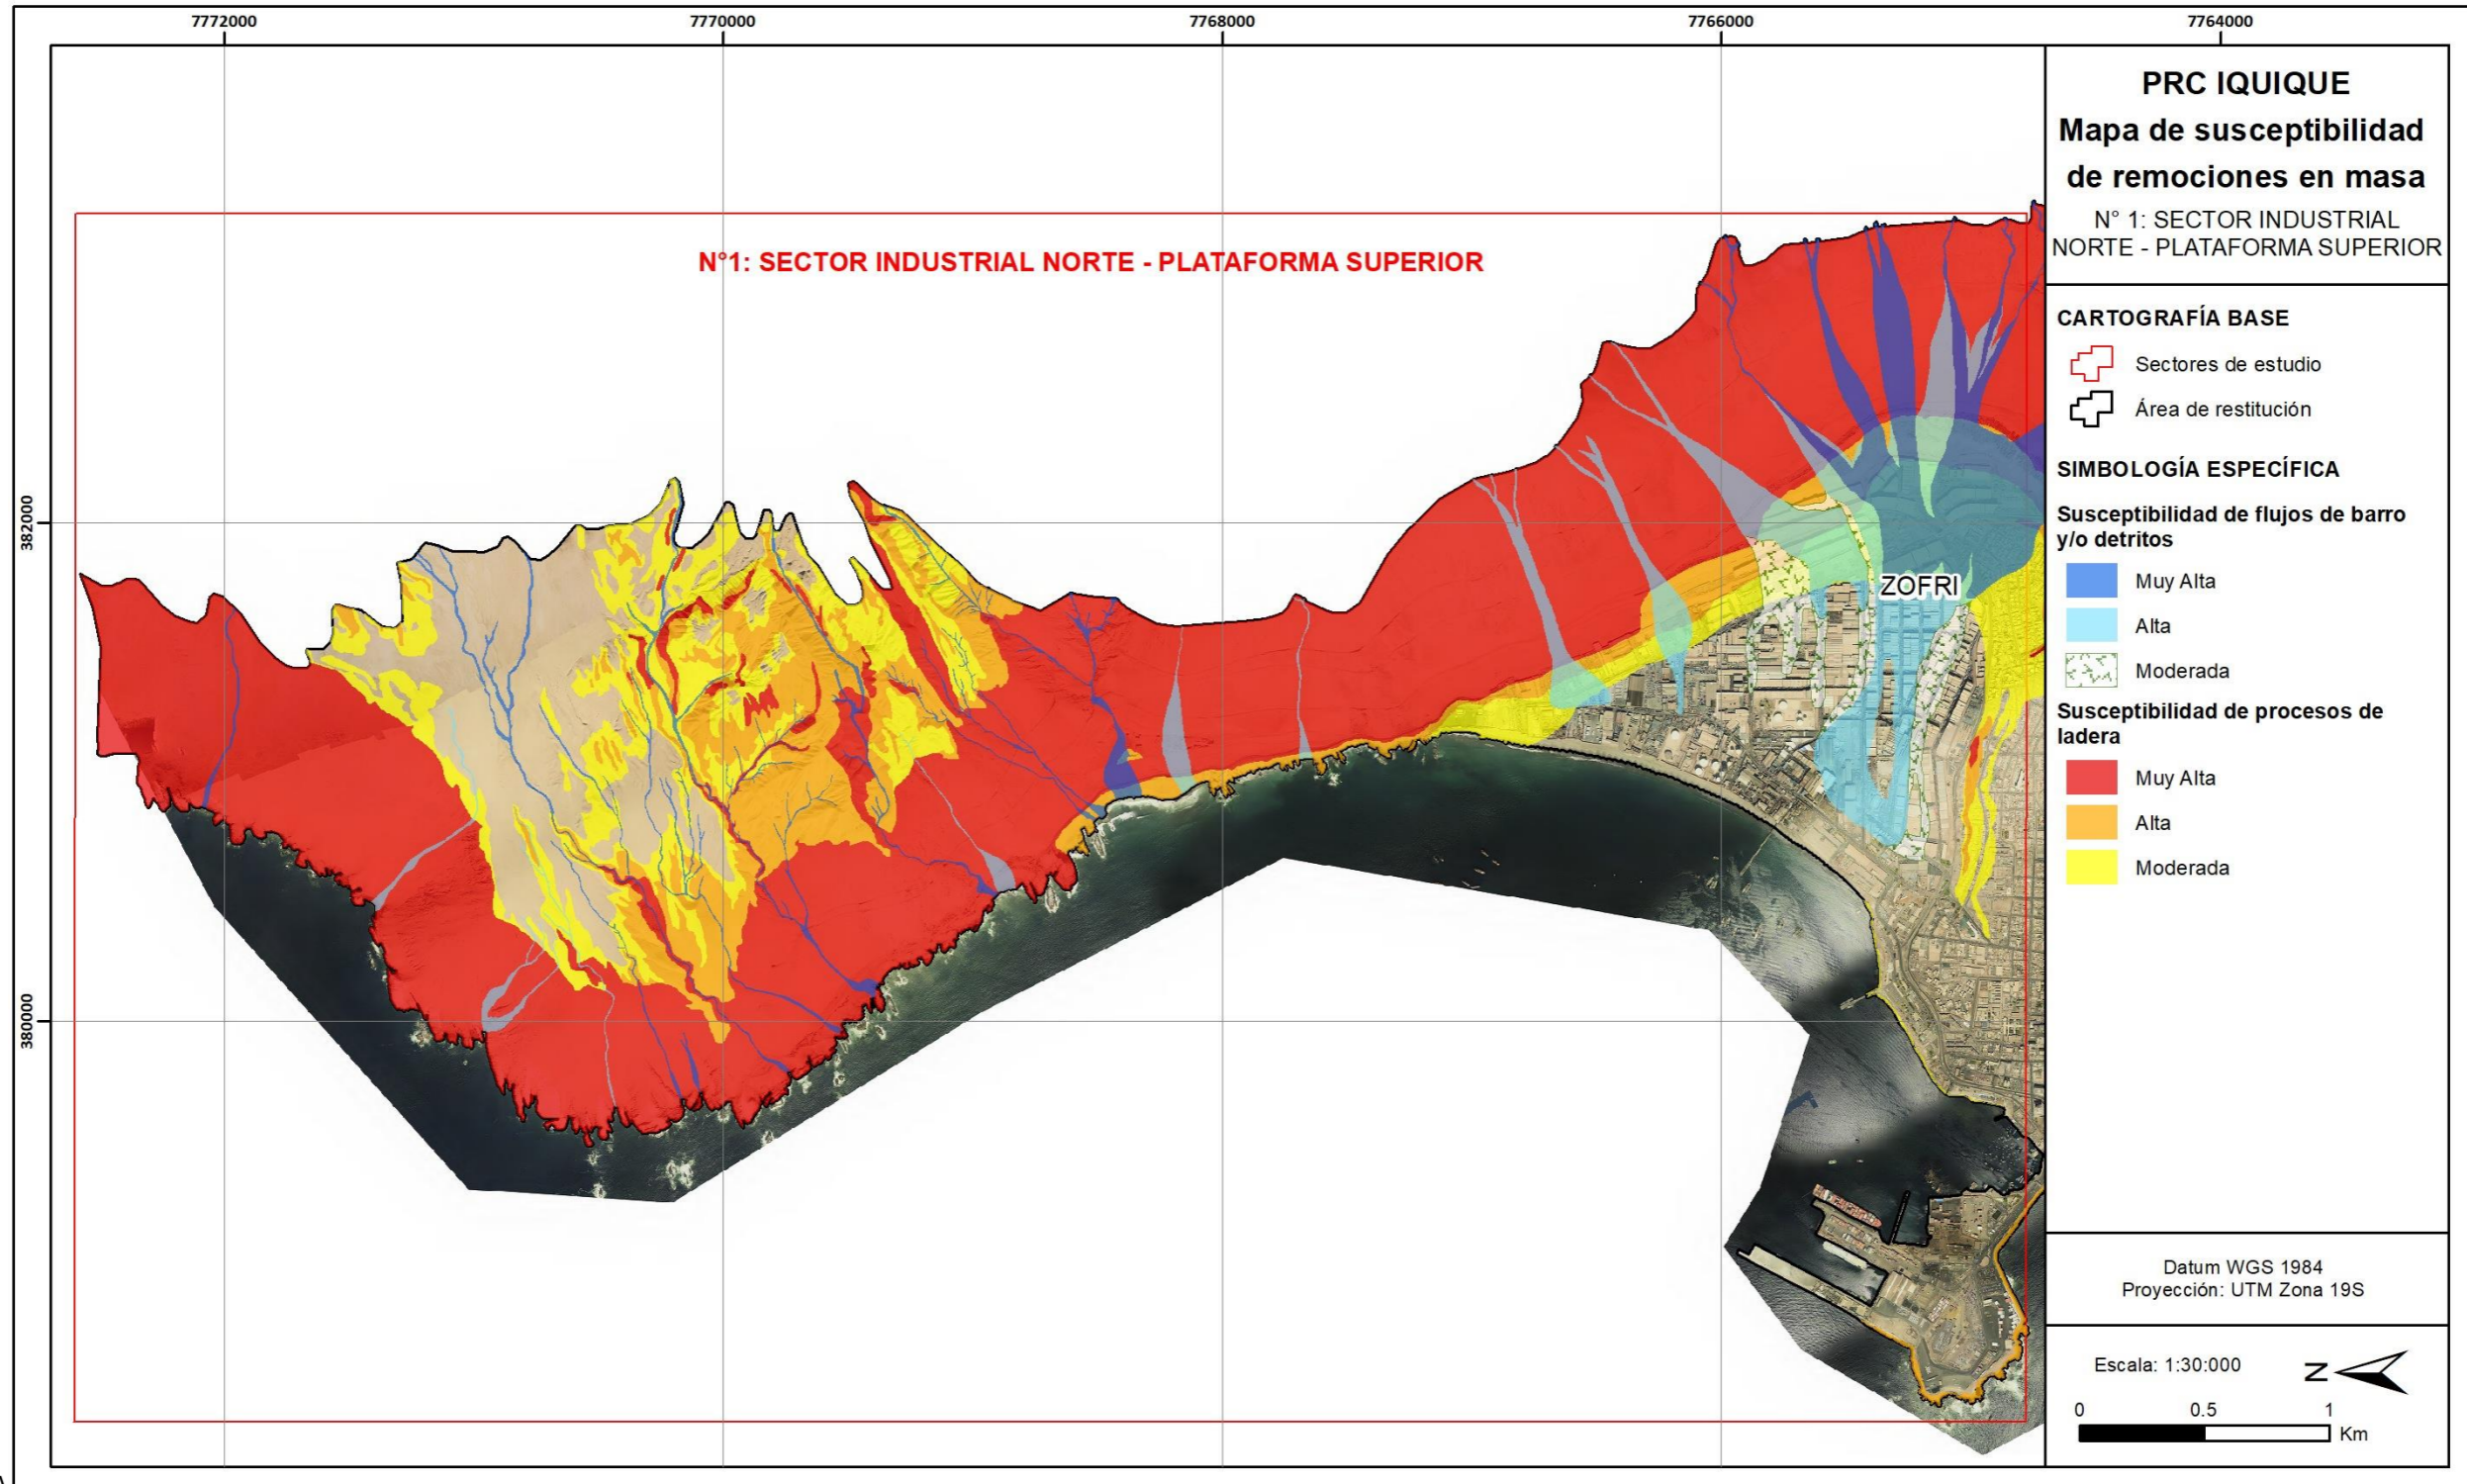 7772000
7770000
7768000
7766000
7764000
382000
380000
N°1: SECTOR INDUSTRIAL NORTE - PLATAFORMA SUPERIOR
ZOFRI
PRC IQUIQUE
Mapa de susceptibilidad
de remociones en masa
N° 1: SECTOR INDUSTRIAL
NORTE - PLATAFORMA SUPERIOR
CARTOGRAFÍA BASE
Sectores de estudio
Área de restitución
SIMBOLOGÍA ESPECÍFICA
Susceptibilidad de flujos de barro
y/o detritos
Muy Alta
Alta
Moderada
Susceptibilidad de procesos de
ladera
Muy Alta
Alta
Moderada
Datum WGS 1984
Proyección: UTM Zona 19S
Escala: 1:30:000
N
0
0.5
1
Km